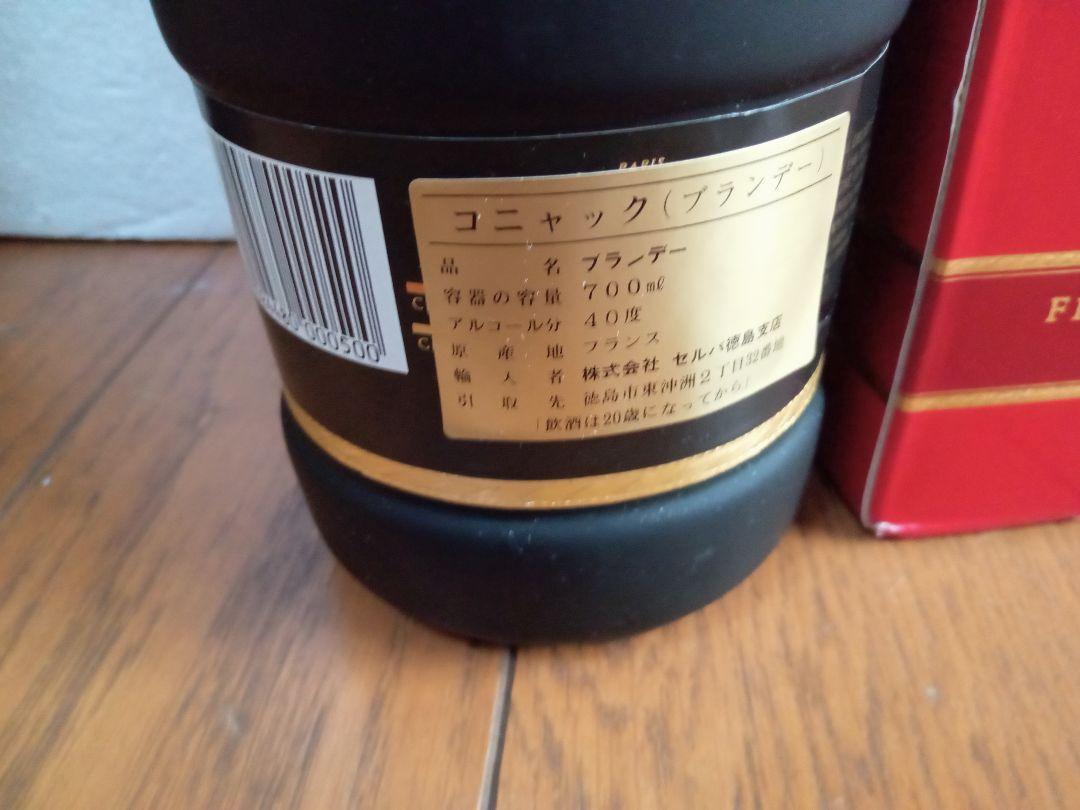 PARIS
コニャック(ブランデー)
品名 ブランデー
容器の容量 700㎖
アルコール分 40度
原産地 フランス
輸入者 株式会社 セルバ徳島支店
引取先 徳島市東沖洲2丁目32番地
「飲酒は20歳になってから」
000500